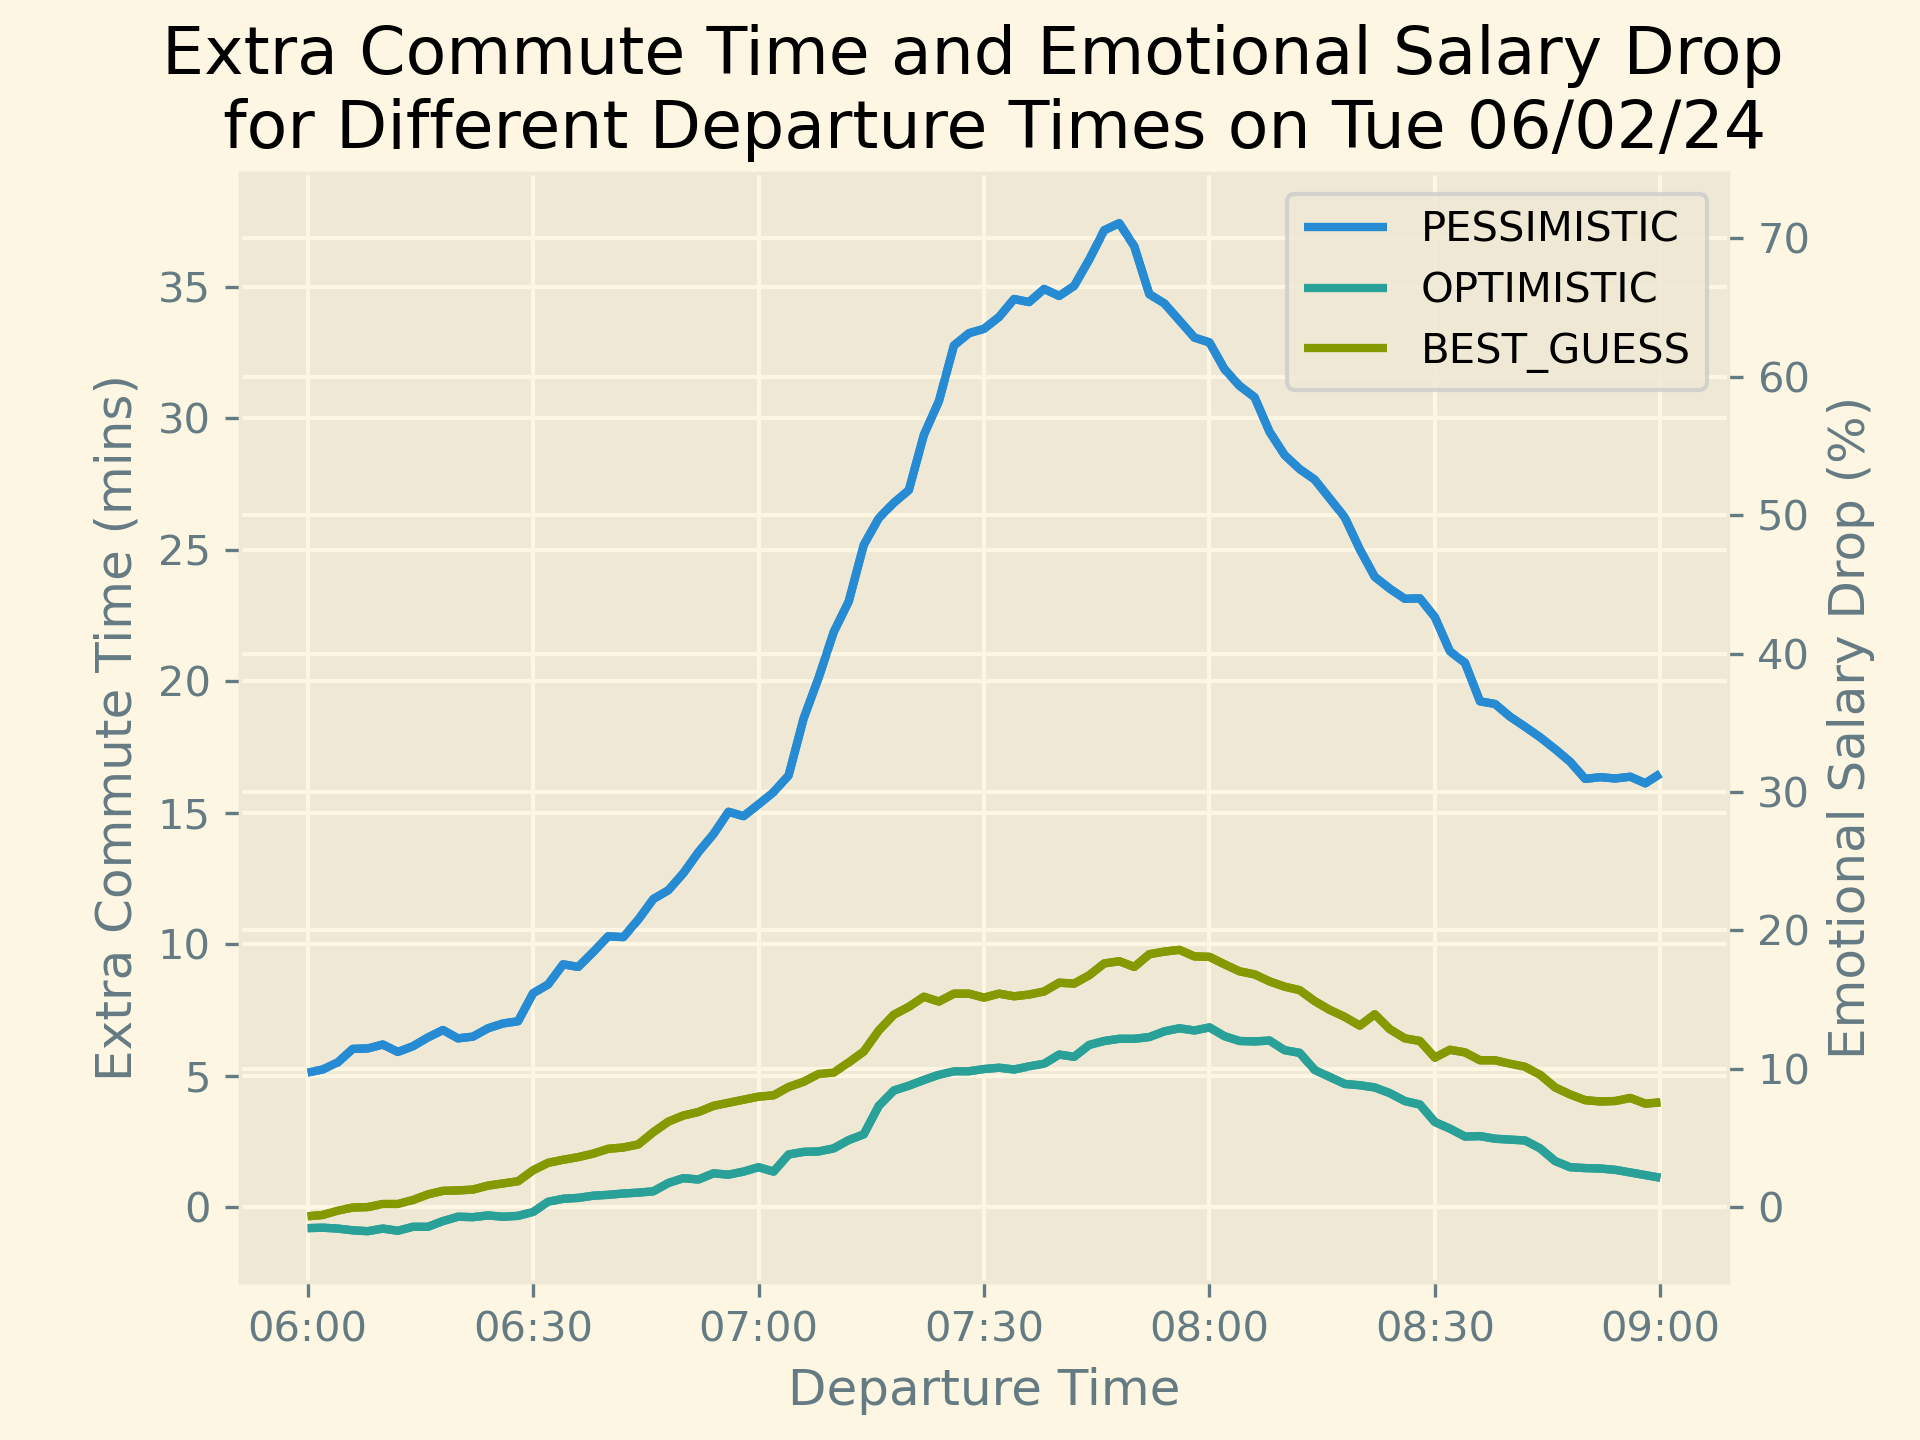 Extra Commute Time and Emotional Salary Drop
for Different Departure Times on Tue 06/02/24
PESSIMISTIC
OPTIMISTIC
BEST_GUESS
Extra Commute Time (mins)
35
30
25
20
15
10
5
0
70
60
50
40
30
20
10
0
Emotional Salary Drop (%)
06:00 06:30 07:00 07:30 08:00 08:30 09:00
Departure Time